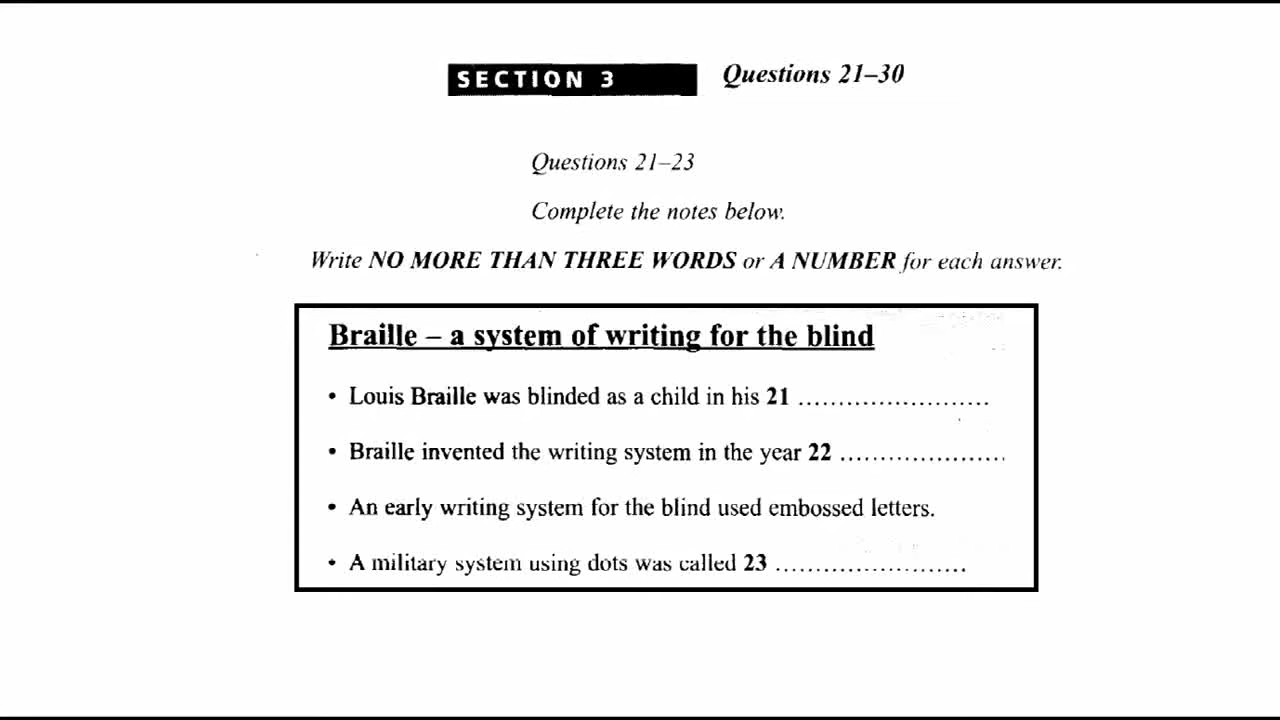 SECTION 3 Questions 21–30
Questions 21–23
Complete the notes below.
Write NO MORE THAN THREE WORDS or A NUMBER for each answer.
Braille – a system of writing for the blind
• Louis Braille was blinded as a child in his 21 ........................
• Braille invented the writing system in the year 22 .....................
• An early writing system for the blind used embossed letters.
• A military system using dots was called 23 ........................